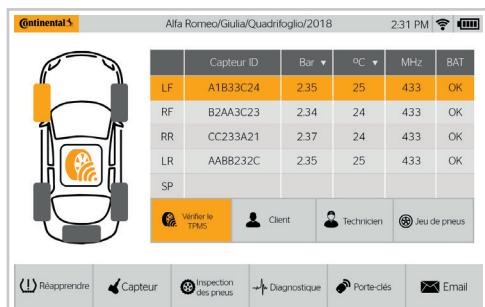 Continental Alfa Romeo/Giulia/Quadrifoglio/2018 2:31 PM
Capteur ID Bar ▼ ºC ▼ MHz BAT
LF A1B33C24 2.35 25 433 OK
RF B2AA3C23 2.34 24 433 OK
RR CC233A21 2.37 24 433 OK
LR AABB232C 2.35 25 433 OK
SP
Vérifier le
TPMS
Client
Technicien
Jeu de pneus
Réapprendre
Capteur
Inspection
des pneus
Diagnostique
Porte-clés
Email